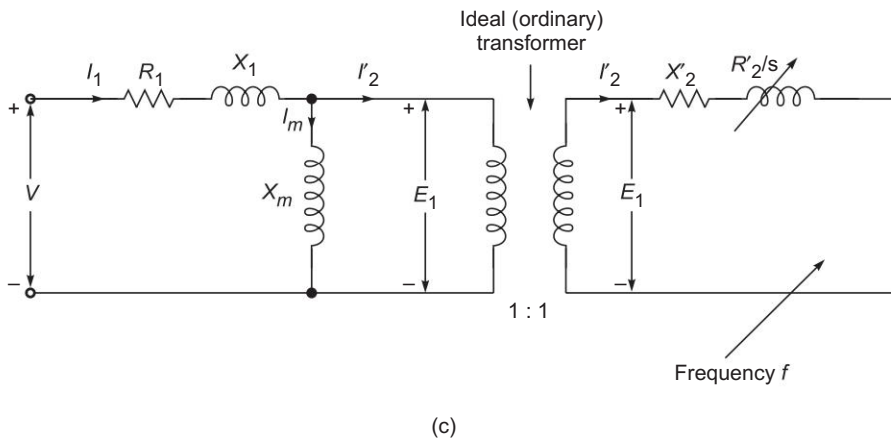 Ideal (ordinary)
transformer
I1 R1 X1 I'2 I'2 X'2 R'2/s
+ + +
Im
V Xm E1 E1
– – –
1 : 1
Frequency f
(c)